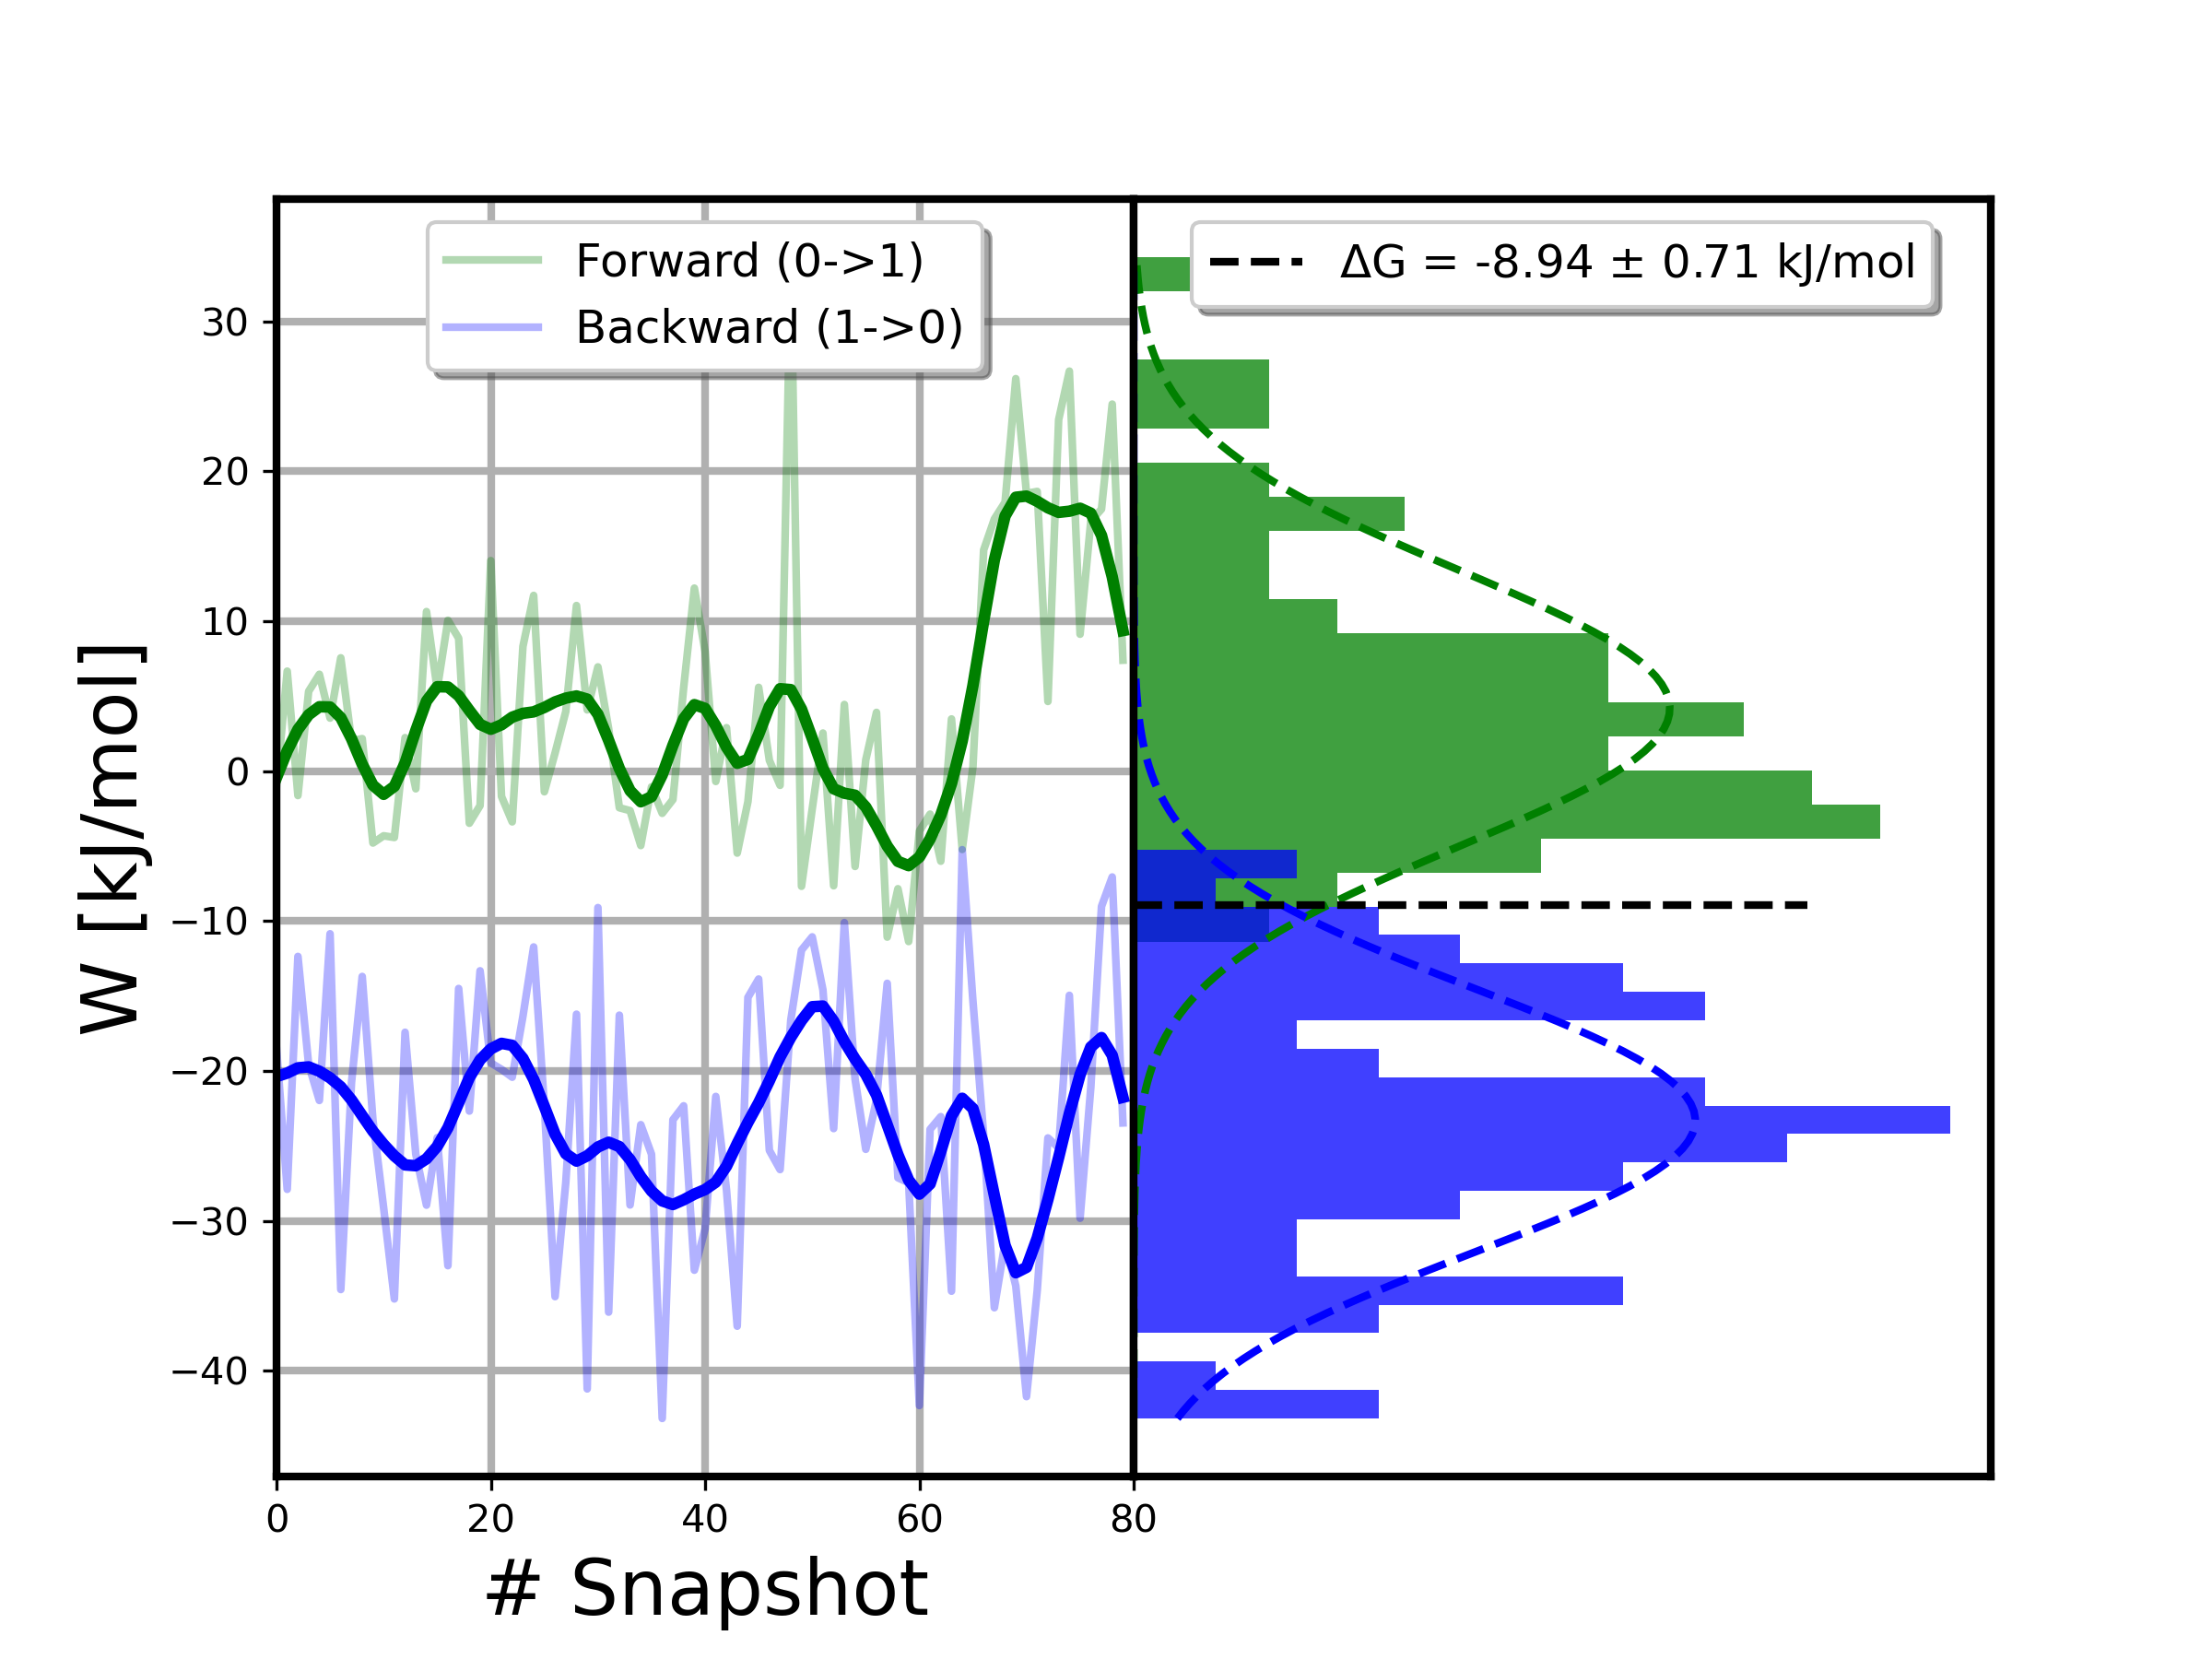 Forward (0->1)
Backward (1->0)
ΔG = -8.94 ± 0.71 kJ/mol
30
20
10
0
−10
−20
−30
−40
W [kJ/mol]
0 20 40 60 80
# Snapshot